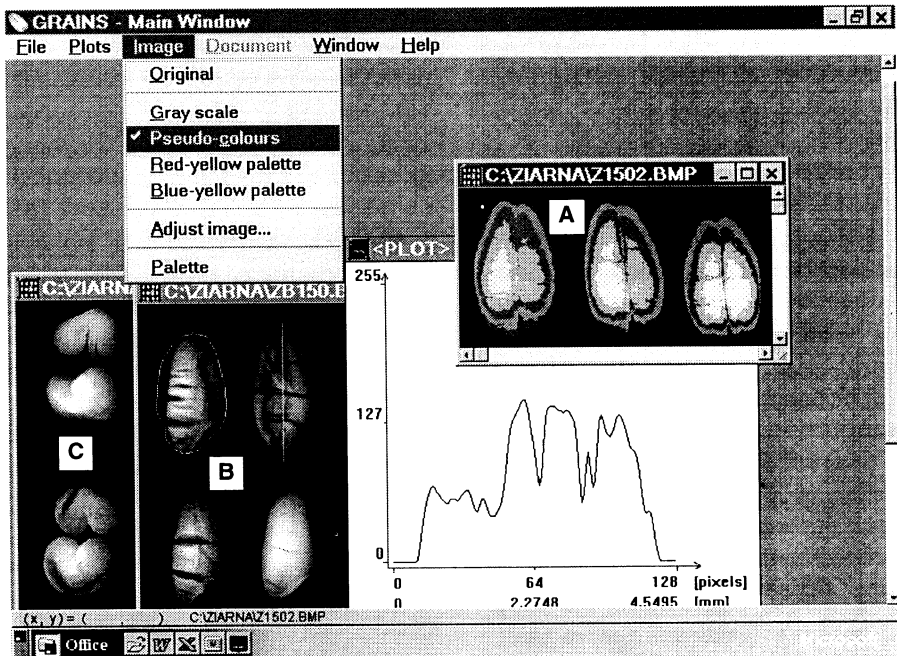 GRAINS - Main Window
File Plots Image Document Window Help
Original
Gray scale
Pseudo-colours
Red-yellow palette
Blue-yellow palette
Adjust image...
Palette
C:\ZIARNA\Z1502.BMP
A
<PLOT>
C:\ZIARN
C:\ZIARNA\ZB150.B
255
127
0
C
B
0 64 128 [pixels]
0 2.2748 4.5495 [mm]
(x, y) = ( , ) C:\ZIARNA\Z1502.BMP
Office